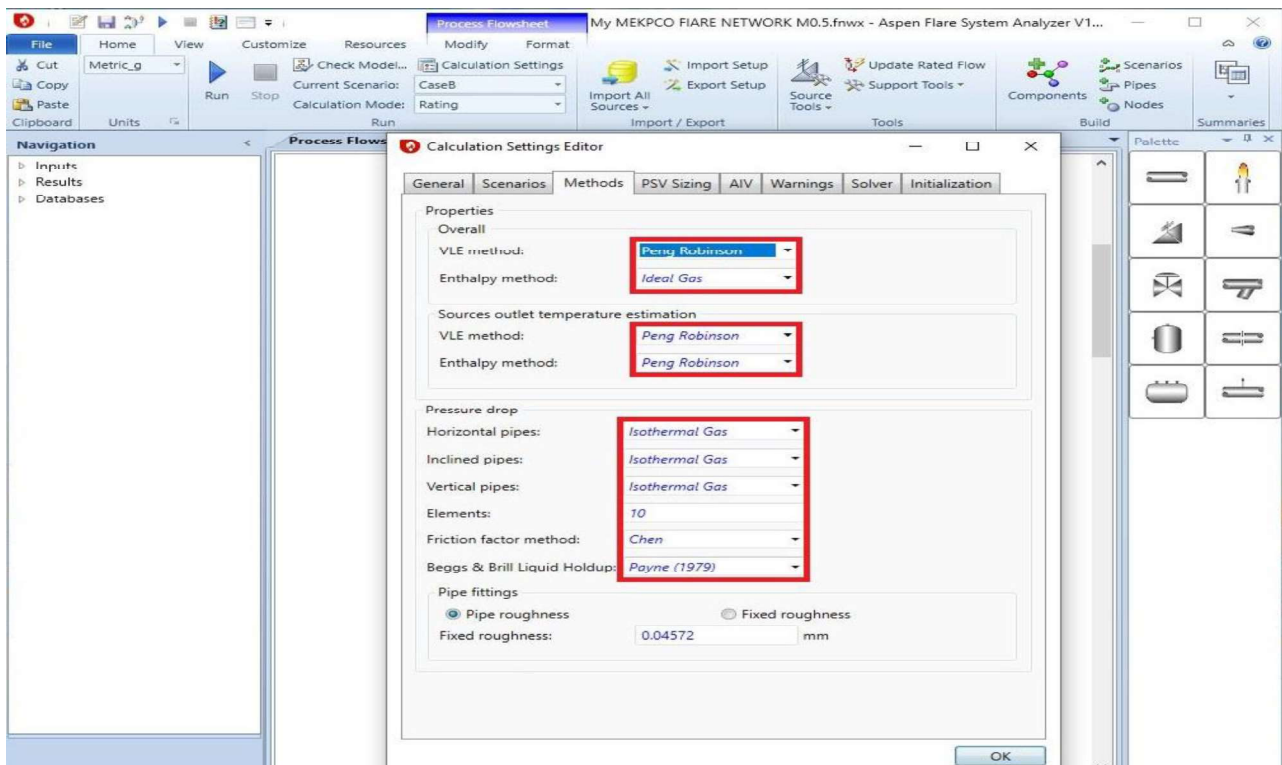 Process Flowsheet My MEKPCO FIARE NETWORK M0.5.fnwx - Aspen Flare System Analyzer V1...
File Home View Customize Resources Modify Format
Cut Metric_g Check Model... Calculation Settings Import Setup Update Rated Flow Scenarios
Copy Current Scenario: CaseB Export Setup Support Tools Pipes
Paste Run Stop Calculation Mode: Rating Import All Sources Source Tools Components Nodes
Clipboard Units Run Import / Export Tools Build Summaries
Navigation Process Flows Calculation Settings Editor Palette
Inputs
Results
Databases
General Scenarios Methods PSV Sizing AIV Warnings Solver Initialization
Properties
Overall
VLE method: Peng Robinson
Enthalpy method: Ideal Gas
Sources outlet temperature estimation
VLE method: Peng Robinson
Enthalpy method: Peng Robinson
Pressure drop
Horizontal pipes: Isothermal Gas
Inclined pipes: Isothermal Gas
Vertical pipes: Isothermal Gas
Elements: 10
Friction factor method: Chen
Beggs & Brill Liquid Holdup: Payne (1979)
Pipe fittings
Pipe roughness Fixed roughness
Fixed roughness: 0.04572 mm
OK